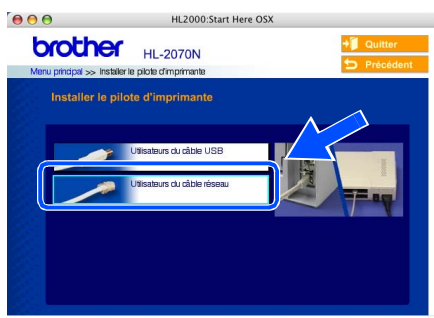 HL2000:Start Here OSX
brother HL-2070N
Quitter
Menu principal >> Installer le pilote d'imprimante
Précédent
Installer le pilote d'imprimante
Utilisateurs du câble USB
Utilisateurs du câble réseau